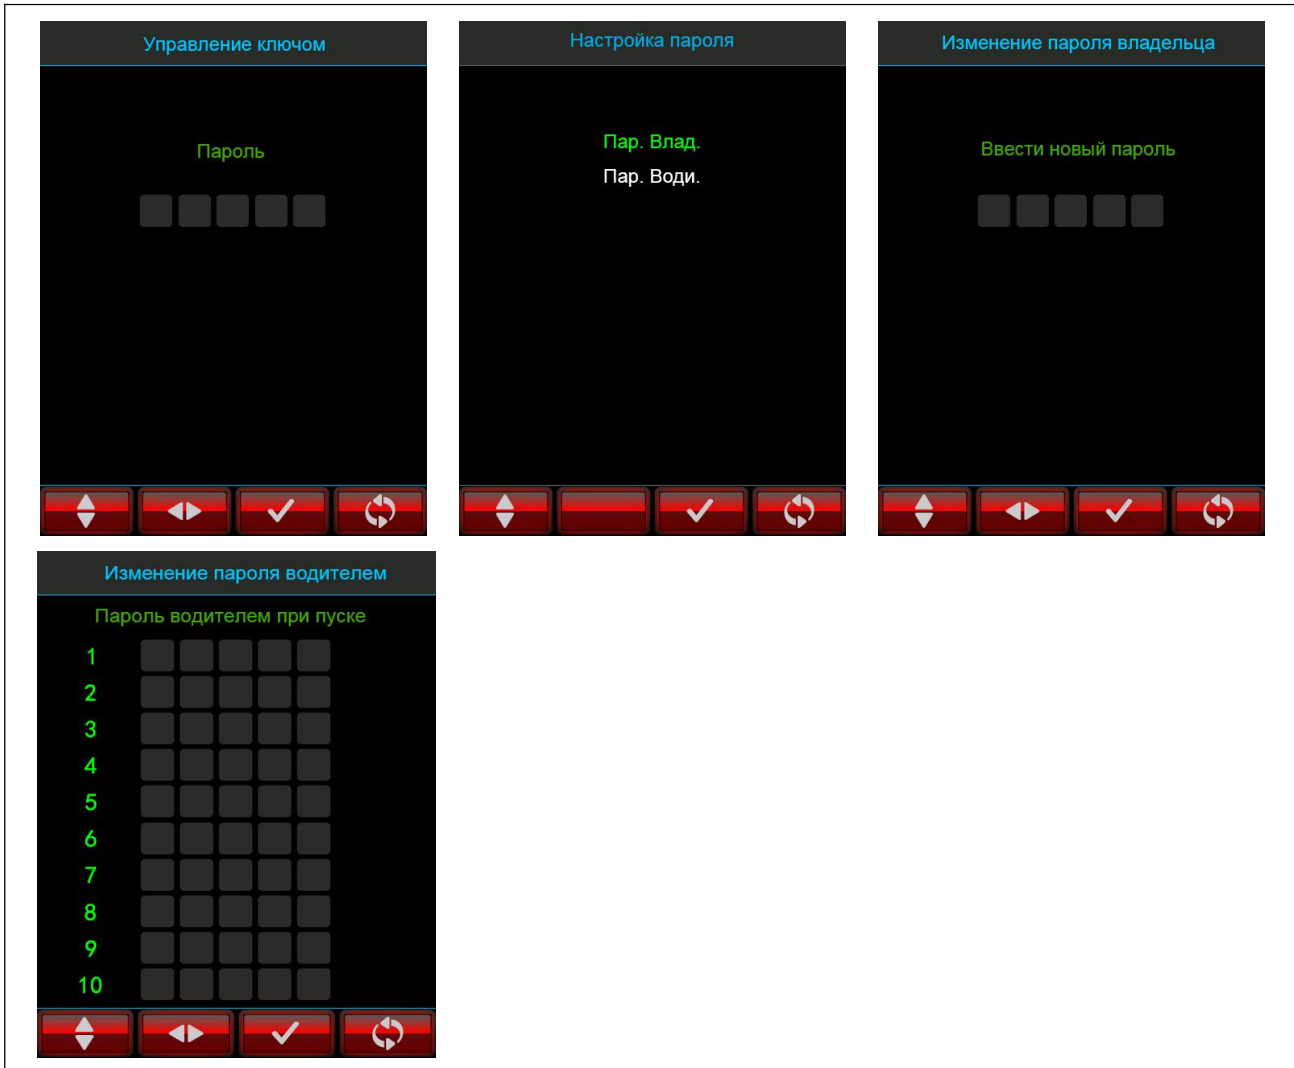 Управление ключом
Пароль
Настройка пароля
Пар. Влад.
Пар. Води.
Изменение пароля владельца
Ввести новый пароль
Изменение пароля водителем
Пароль водителем при пуске
1
2
3
4
5
6
7
8
9
10